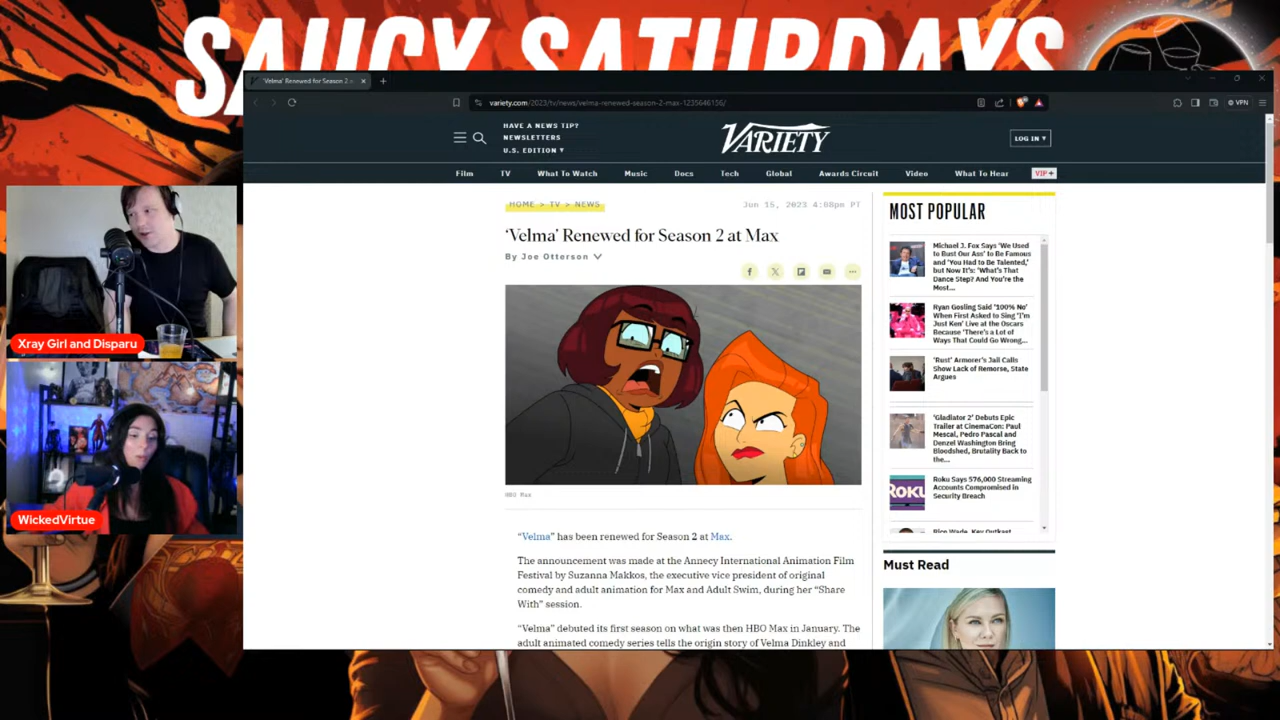 SAUCY SATURDAYS
'Velma' Renewed for Season 2
variety.com/2023/tv/news/velma-renewed-season-2-max-1235646156/
VPN
HAVE A NEWS TIP?
NEWSLETTERS
U.S. EDITION
VARIETY
LOG IN
Film
TV
What To Watch
Music
Docs
Tech
Global
Awards Circuit
Video
What To Hear
VIP+
HOME > TV > NEWS
Jun 15, 2023 4:08pm PT
'Velma' Renewed for Season 2 at Max
By Joe Otterson
HBO Max
"Velma" has been renewed for Season 2 at Max.
The announcement was made at the Annecy International Animation Film
Festival by Suzanna Makkos, the executive vice president of original
comedy and adult animation for Max and Adult Swim, during her "Share
With" session.
"Velma" debuted its first season on what was then HBO Max in January. The
adult animated comedy series tells the origin story of Velma Dinkley and
MOST POPULAR
Michael J. Fox Says 'We Used
to Bust Our Ass' to Be Famous
and 'You Had to Be Talented,'
but Now It's: 'What's That
Dance Step? And You're the
Most...
Ryan Gosling Said '100% No'
When First Asked to Sing 'I'm
Just Ken' Live at the Oscars
Because 'There's a Lot of
Ways That Could Go Wrong...
'Rust' Armorer's Jail Calls
Show Lack of Remorse, State
Argues
'Gladiator 2' Debuts Epic
Trailer at CinemaCon: Paul
Mescal, Pedro Pascal and
Denzel Washington Bring
Bloodshed, Brutality Back to
the...
ROKU
Roku Says 576,000 Streaming
Accounts Compromised in
Security Breach
Must Read
Xray Girl and Disparu
WickedVirtue